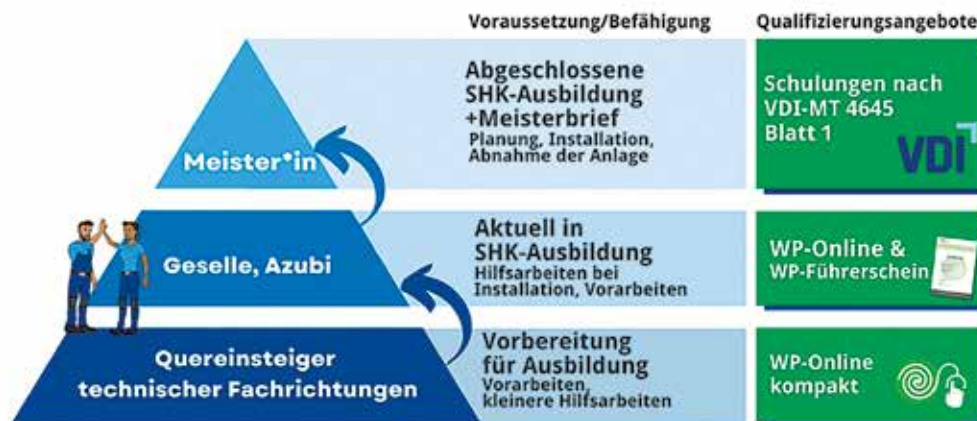 Voraussetzung/Befähigung
Qualifizierungsangebote
Meister*in
Abgeschlossene
SHK-Ausbildung
+Meisterbrief
Planung, Installation,
Abnahme der Anlage
Schulungen nach
VDI-MT 4645
Blatt 1
VDI
Geselle, Azubi
Aktuell in
SHK-Ausbildung
Hilfsarbeiten bei
Installation, Vorarbeiten
WP-Online &
WP-Führerschein
Quereinsteiger
technischer Fachrichtungen
Vorbereitung
für Ausbildung
Vorarbeiten,
kleinere Hilfsarbeiten
WP-Online
kompakt